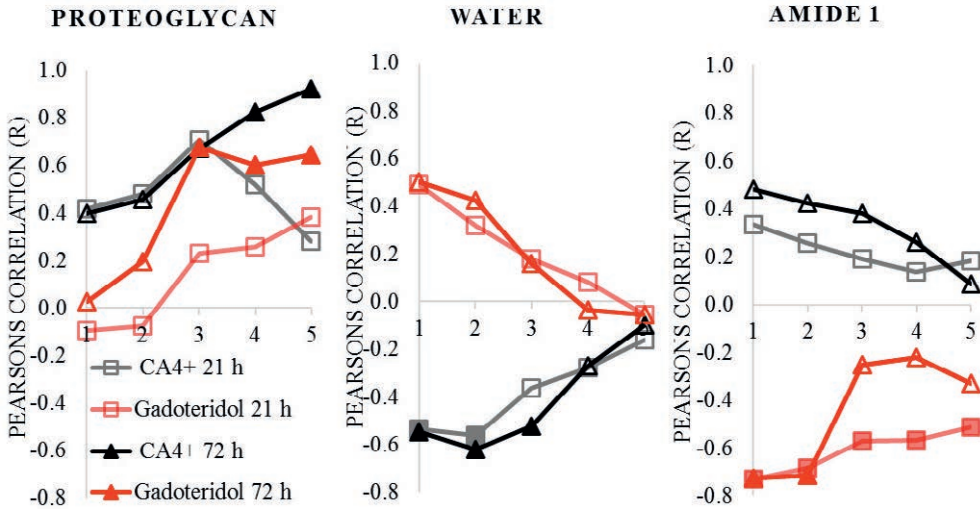 PROTEOGLYCAN
PEARSONS CORRELATION (R)
1.0
0.8
0.6
0.4
0.2
0.0
-0.2
-0.4
-0.6
-0.8
1 2 3 4 5
CA4+ 21 h
Gadoteridol 21 h
CA4+ 72 h
Gadoteridol 72 h
WATER
PEARSONS CORRELATION (R)
1.0
0.8
0.6
0.4
0.2
0.0
-0.2
-0.4
-0.6
-0.8
1 2 3 4
AMIDE 1
PEARSONS CORRELATION (R)
1.0
0.8
0.6
0.4
0.2
0.0
-0.2
-0.4
-0.6
-0.8
1 2 3 4 5